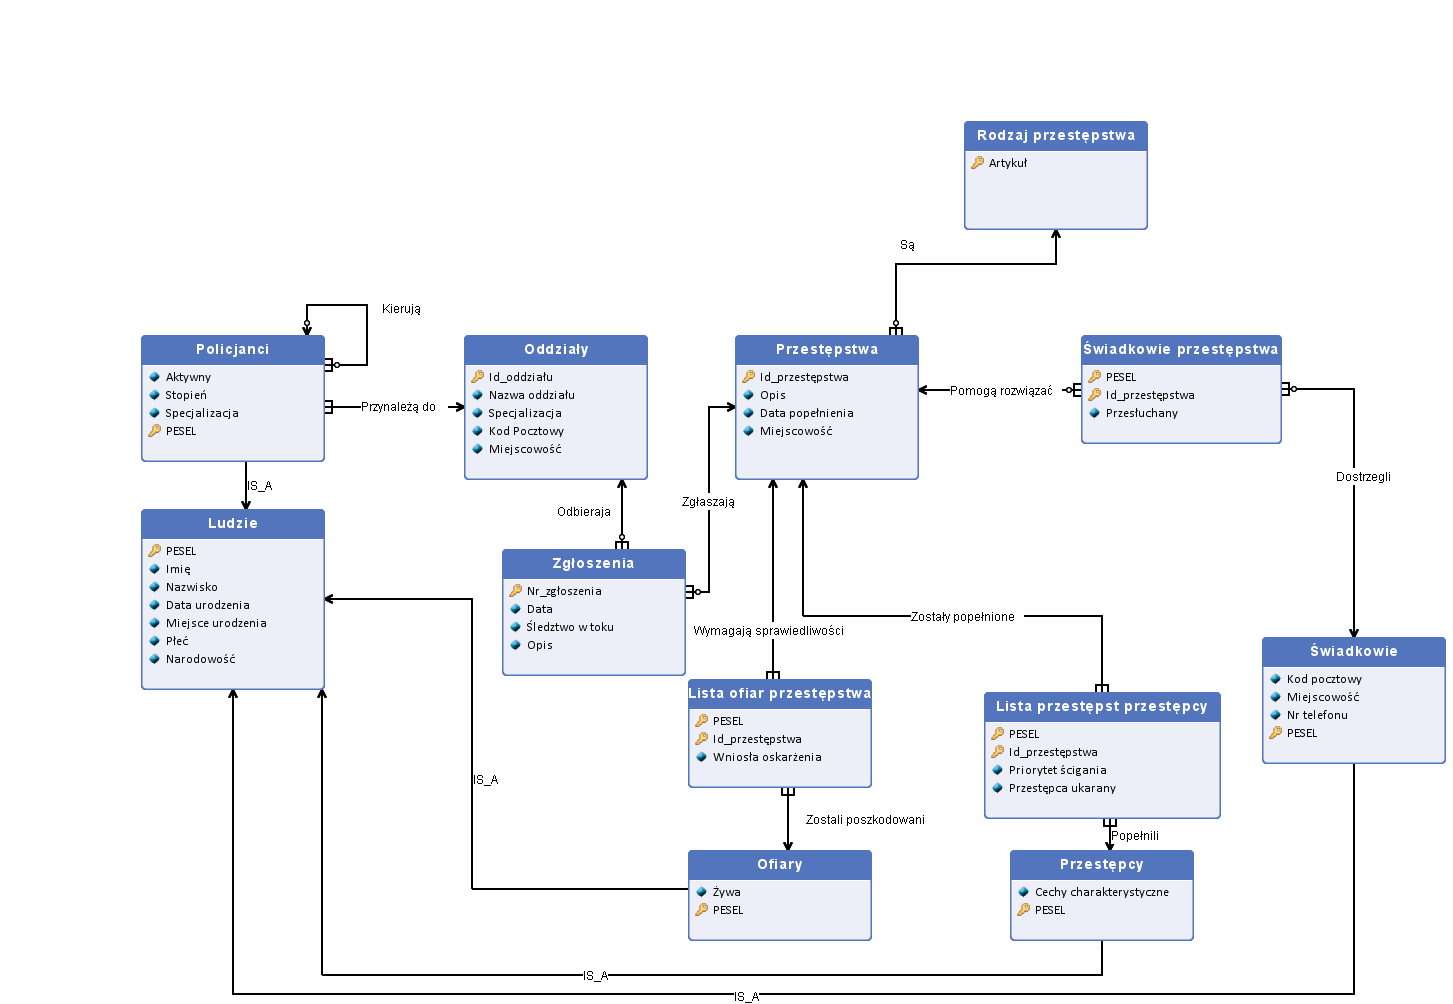 Rodzaj przestępstwa
Artykuł
Są
Kierują
Policjanci
Aktywny
Stopień
Specjalizacja
PESEL
Przynależą do
Oddziały
Id_oddziału
Nazwa oddziału
Specjalizacja
Kod Pocztowy
Miejscowość
Przestępstwa
Id_przestępstwa
Opis
Data popełnienia
Miejscowość
Pomogą rozwiązać
Świadkowie przestępstwa
PESEL
Id_przestępstwa
Przesłuchany
Dostrzegli
IS_A
Odbieraja
Zgłaszają
Ludzie
PESEL
Imię
Nazwisko
Data urodzenia
Miejsce urodzenia
Płeć
Narodowość
Zgłoszenia
Nr_zgłoszenia
Data
Śledztwo w toku
Opis
Wymagają sprawiedliwości
Zostały popełnione
Świadkowie
Kod pocztowy
Miejscowość
Nr telefonu
PESEL
Lista ofiar przestępstwa
PESEL
Id_przestępstwa
Wniosła oskarżenia
Lista przestępst przestępcy
PESEL
Id_przestępstwa
Priorytet ścigania
Przestępca ukarany
IS_A
Zostali poszkodowani
Popełnili
Ofiary
Żywa
PESEL
Przestępcy
Cechy charakterystyczne
PESEL
IS_A
IS_A